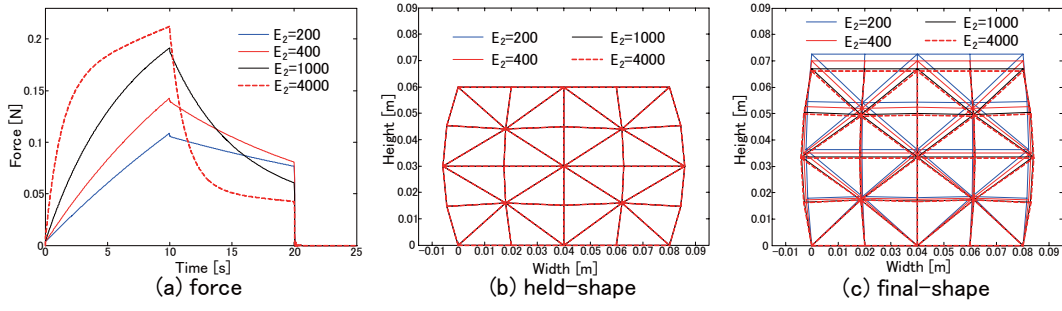 0.2
0.15
0.1
0.05
0
0 5 10 15 20 25
Force [N]
Time [s]
E2=200
E2=400
E2=1000
E2=4000
(a) force
0.09
0.08
0.07
0.06
0.05
0.04
0.03
0.02
0.01
0
−0.01 0 0.01 0.02 0.03 0.04 0.05 0.06 0.07 0.08 0.09
Height [m]
Width [m]
E2=200 E2=1000
E2=400 E2=4000
(b) held-shape
0.09
0.08
0.07
0.06
0.05
0.04
0.03
0.02
0.01
0
−0.01 0 0.01 0.02 0.03 0.04 0.05 0.06 0.07 0.08 0.09
Height [m]
Width [m]
E2=200 E2=1000
E2=400 E2=4000
(c) final-shape